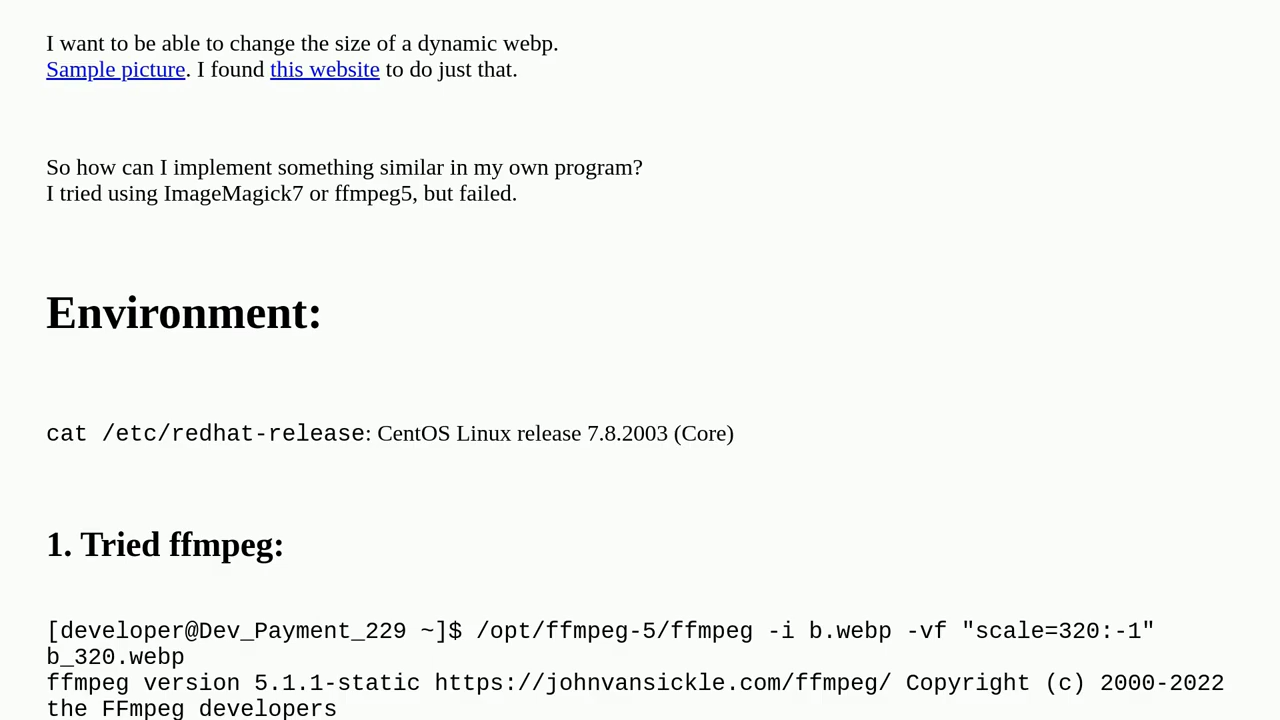 I want to be able to change the size of a dynamic webp.
Sample picture. I found this website to do just that.
So how can I implement something similar in my own program?
I tried using ImageMagick7 or ffmpeg5, but failed.
Environment:
cat /etc/redhat-release: CentOS Linux release 7.8.2003 (Core)
1. Tried ffmpeg:
[developer@Dev_Payment_229 ~]$ /opt/ffmpeg-5/ffmpeg -i b.webp -vf "scale=320:-1"
b_320.webp
ffmpeg version 5.1.1-static https://johnvansickle.com/ffmpeg/ Copyright (c) 2000-2022
the FFmpeg developers